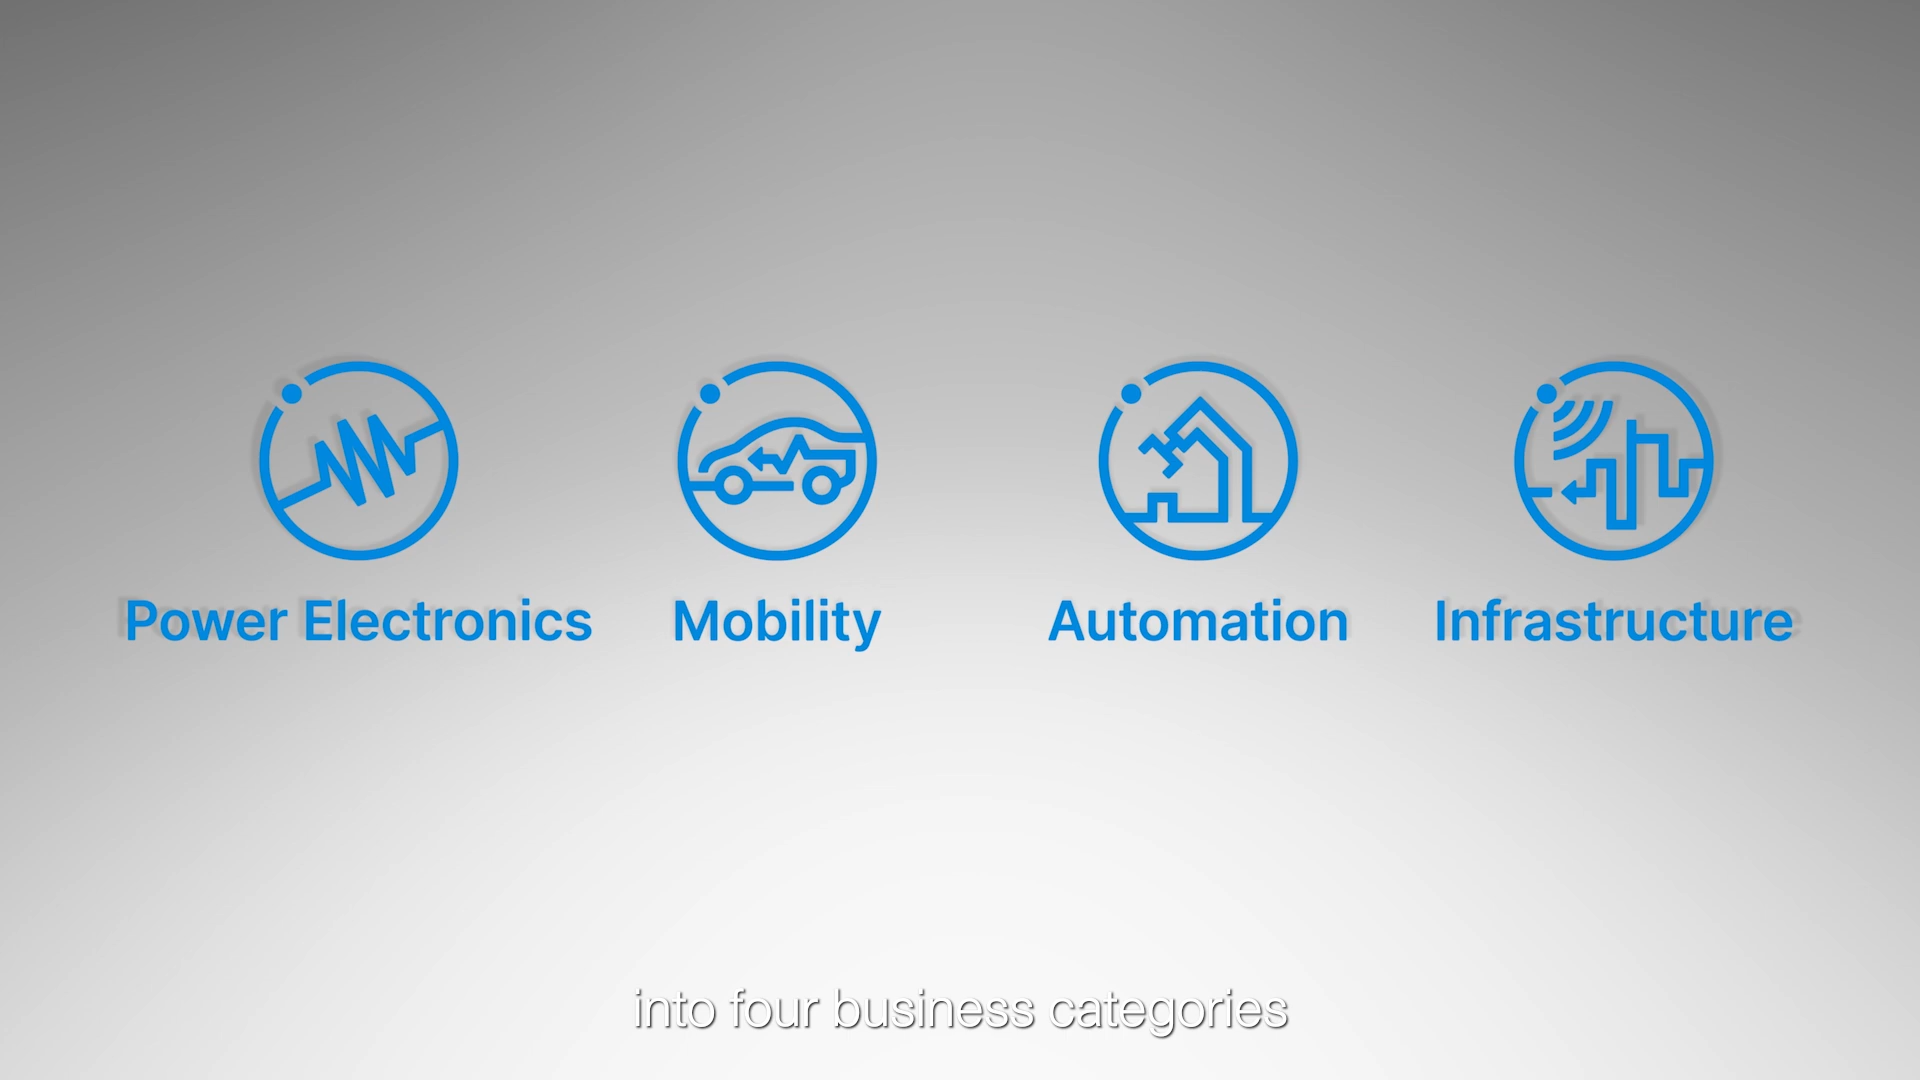 Power Electronics
Mobility
Automation
Infrastructure
into four business categories